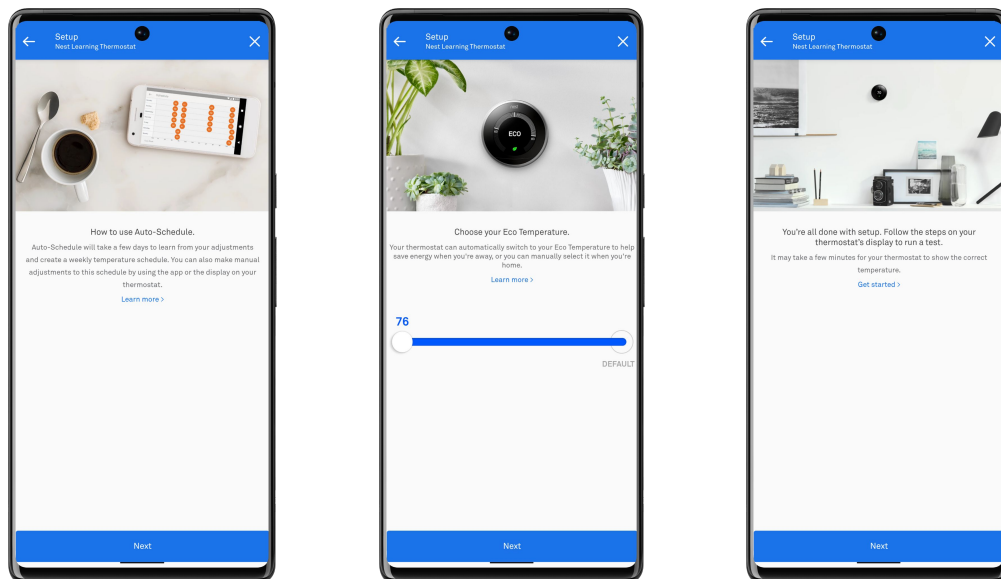 Setup
Nest Learning Thermostat
How to use Auto-Schedule.
Auto-Schedule will take a few days to learn from your adjustments
and create a weekly temperature schedule. You can also make manual
adjustments to this schedule by using the app or the display on your
thermostat.
Learn more >
Next
Setup
Nest Learning Thermostat
ECO
Choose your Eco Temperature.
Your thermostat can automatically switch to your Eco Temperature to help
save energy when you're away, or you can manually select it when you're
home.
Learn more >
76
DEFAULT
Next
Setup
Nest Learning Thermostat
You're all done with setup. Follow the steps on your
thermostat's display to run a test.
It may take a few minutes for your thermostat to show the correct
temperature.
Get started >
Next